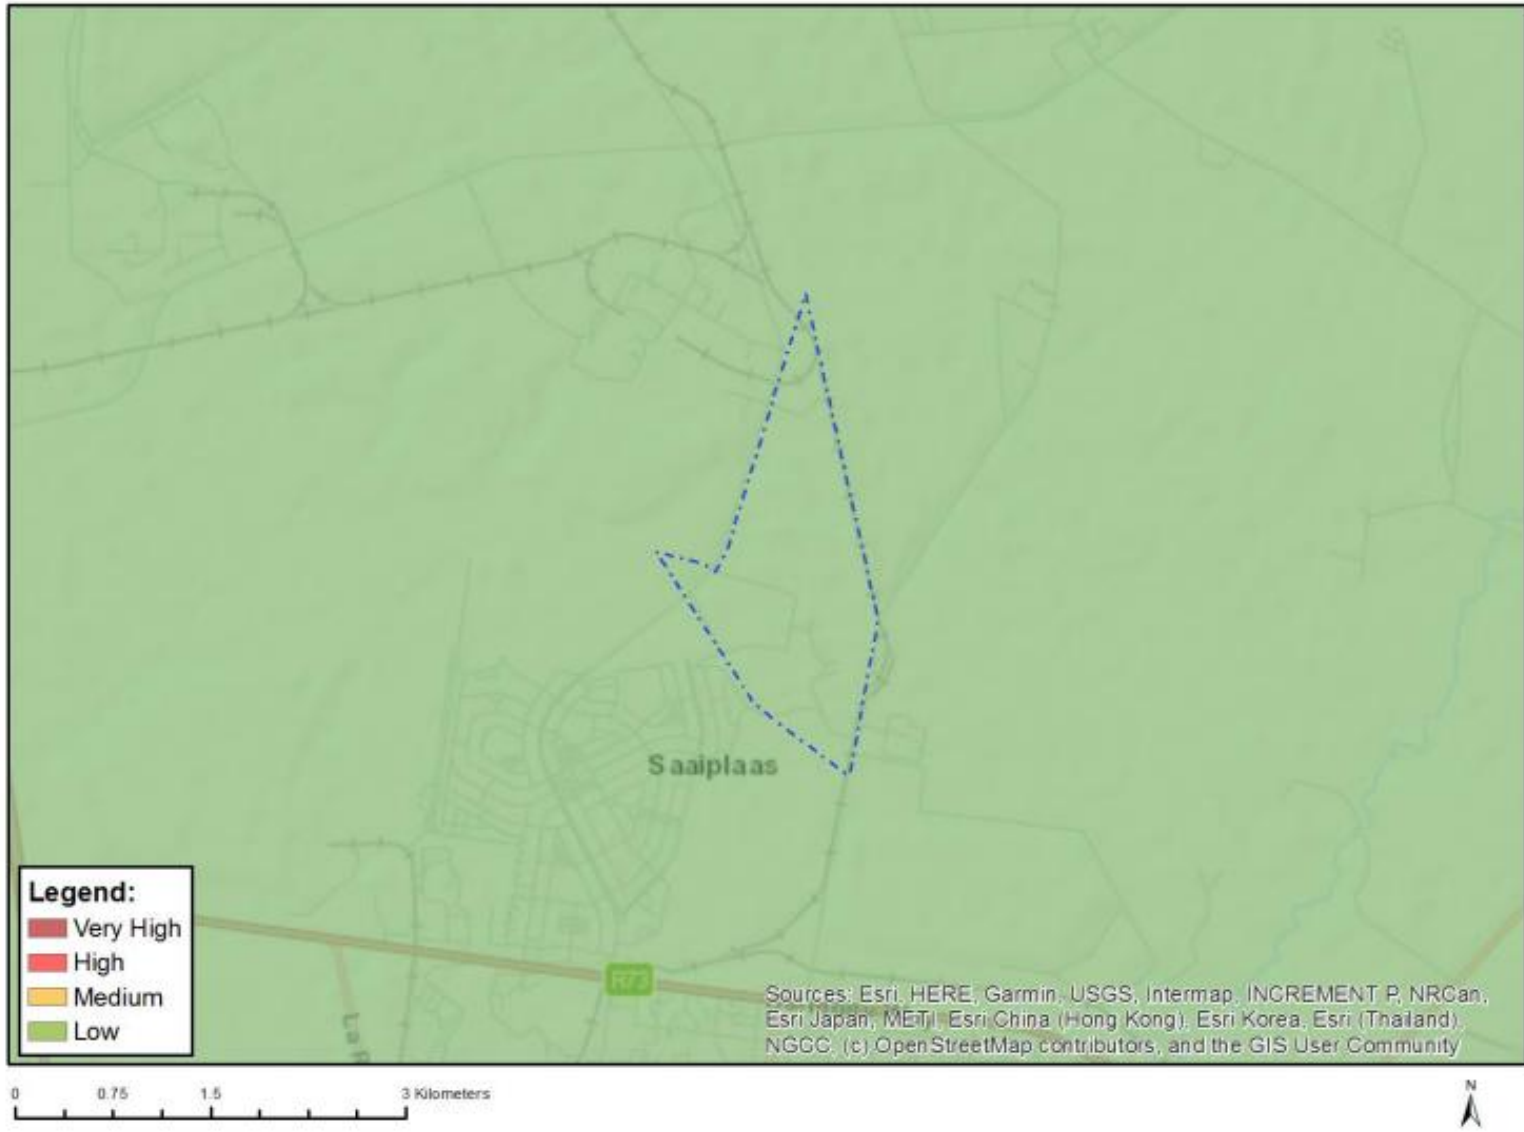 Saaiplaas
Legend:
Very High
High
Medium
Low
R73
La R
Sources: Esri, HERE, Garmin, USGS, Intermap, INCREMENT P, NRCan,
Esri Japan, METI, Esri China (Hong Kong), Esri Korea, Esri (Thailand),
NGCC, (c) OpenStreetMap contributors, and the GIS User Community
0 0.75 1.5 3 Kilometers
N